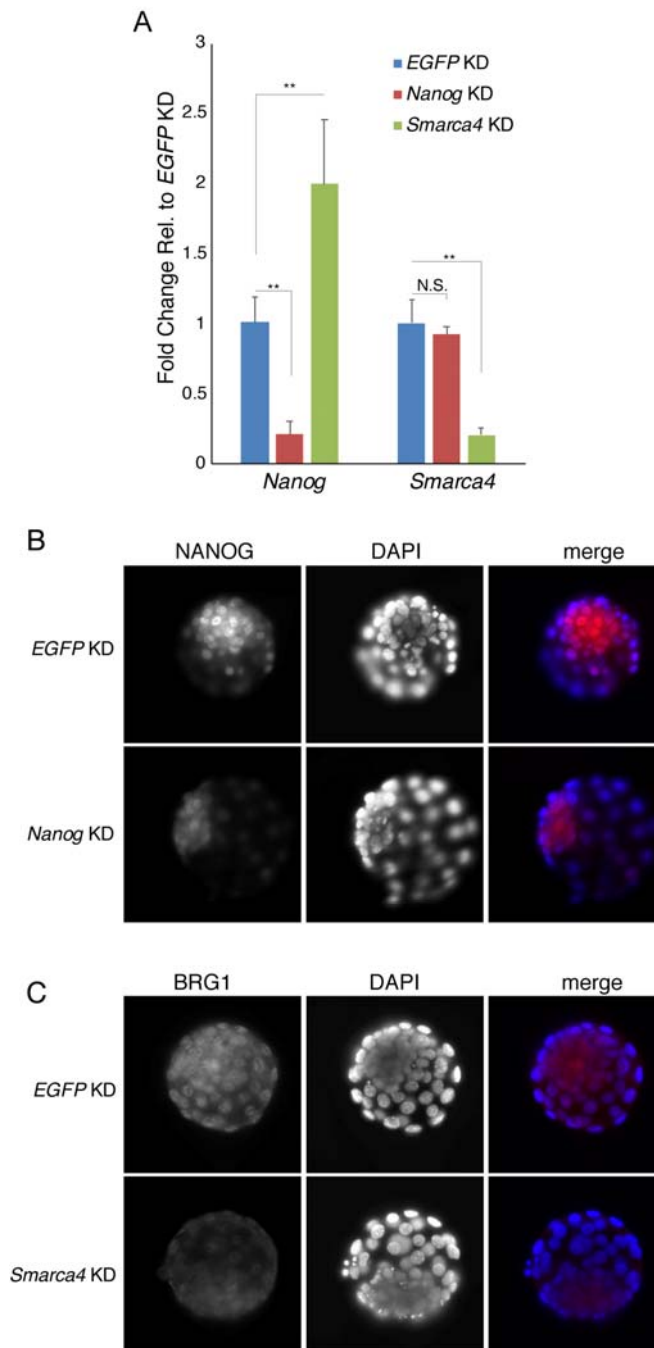 A
Fold Change Rel. to EGFP KD
3
2.5
2
1.5
1
0.5
0
EGFP KD
Nanog KD
Smarca4 KD
**
**
**
N.S.
Nanog
Smarca4
B
NANOG DAPI merge
EGFP KD
Nanog KD
C
BRG1 DAPI merge
EGFP KD
Smarca4 KD